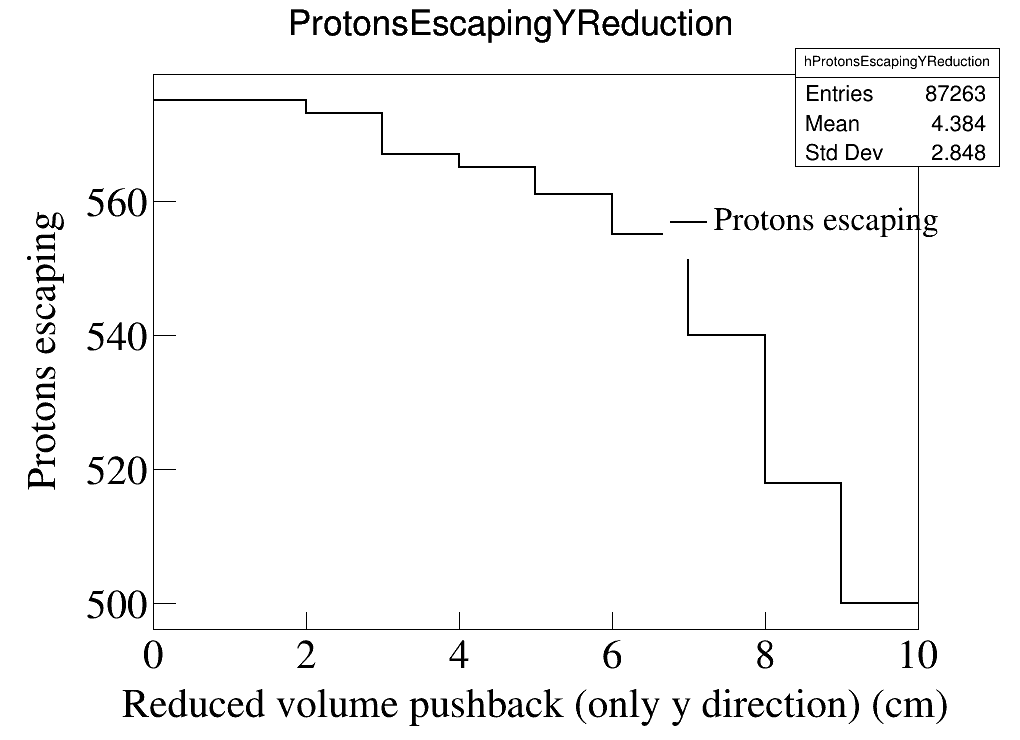 ProtonsEscapingYReduction
hProtonsEscapingYReduction
Entries 87263
Mean 4.384
Std Dev 2.848
Protons escaping
Protons escaping
560
540
520
500
0 2 4 6 8 10
Reduced volume pushback (only y direction) (cm)